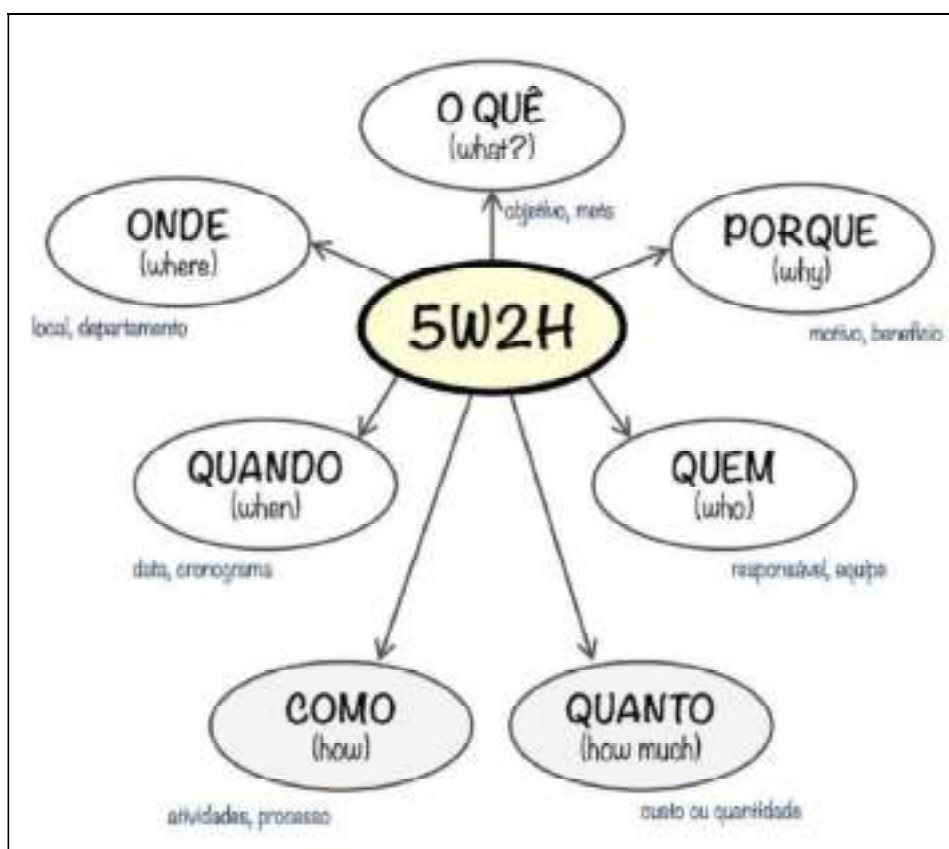 O QUÊ
(what?)
objetivo, meta
ONDE
(where)
local, departamento
PORQUE
(why)
motivo, benefício
5W2H
QUANDO
(when)
data, cronograma
QUEM
(who)
responsável, equipe
COMO
(how)
atividades, processo
QUANTO
(how much)
custo ou quantidade